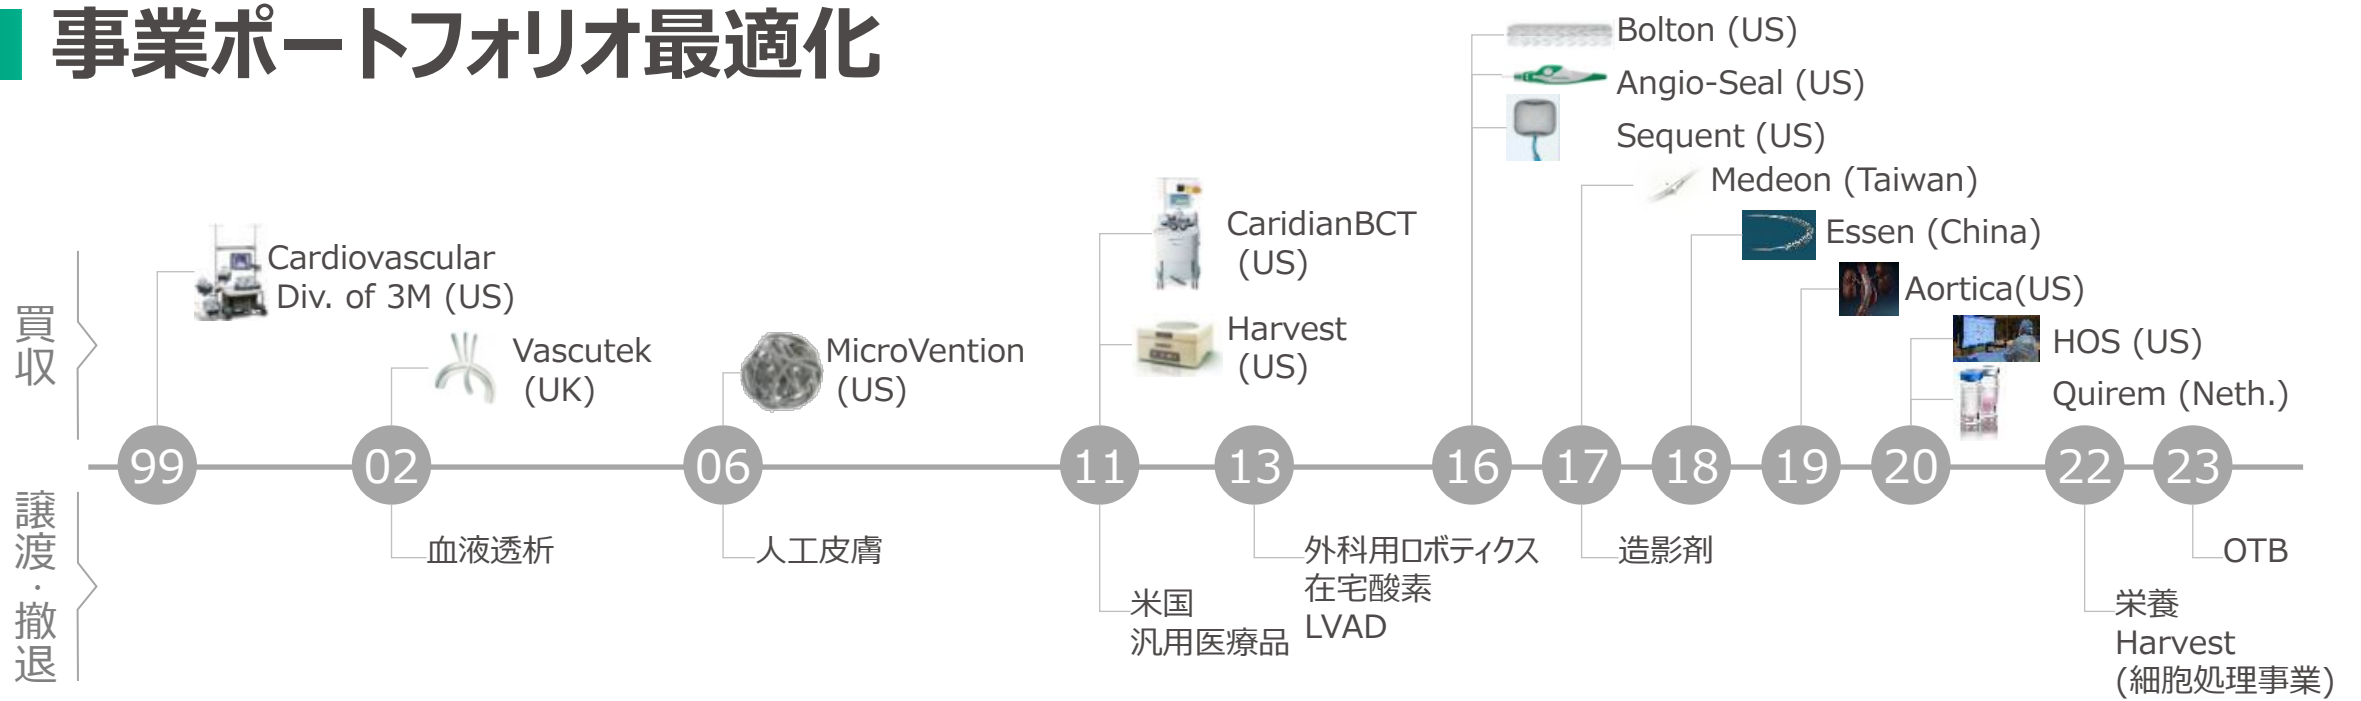 事業ポートフォリオ最適化
買収
Cardiovascular
Div. of 3M (US)
Vascutek
(UK)
MicroVention
(US)
CaridianBCT
(US)
Harvest
(US)
Bolton (US)
Angio-Seal (US)
Sequent (US)
Medeon (Taiwan)
Essen (China)
Aortica(US)
HOS (US)
Quirem (Neth.)
99 02 06 11 13 16 17 18 19 20 22 23
譲渡・撤退
血液透析
人工皮膚
米国
汎用医療品
外科用ロボティクス
在宅酸素
LVAD
造影剤
栄養
Harvest
(細胞処理事業)
OTB